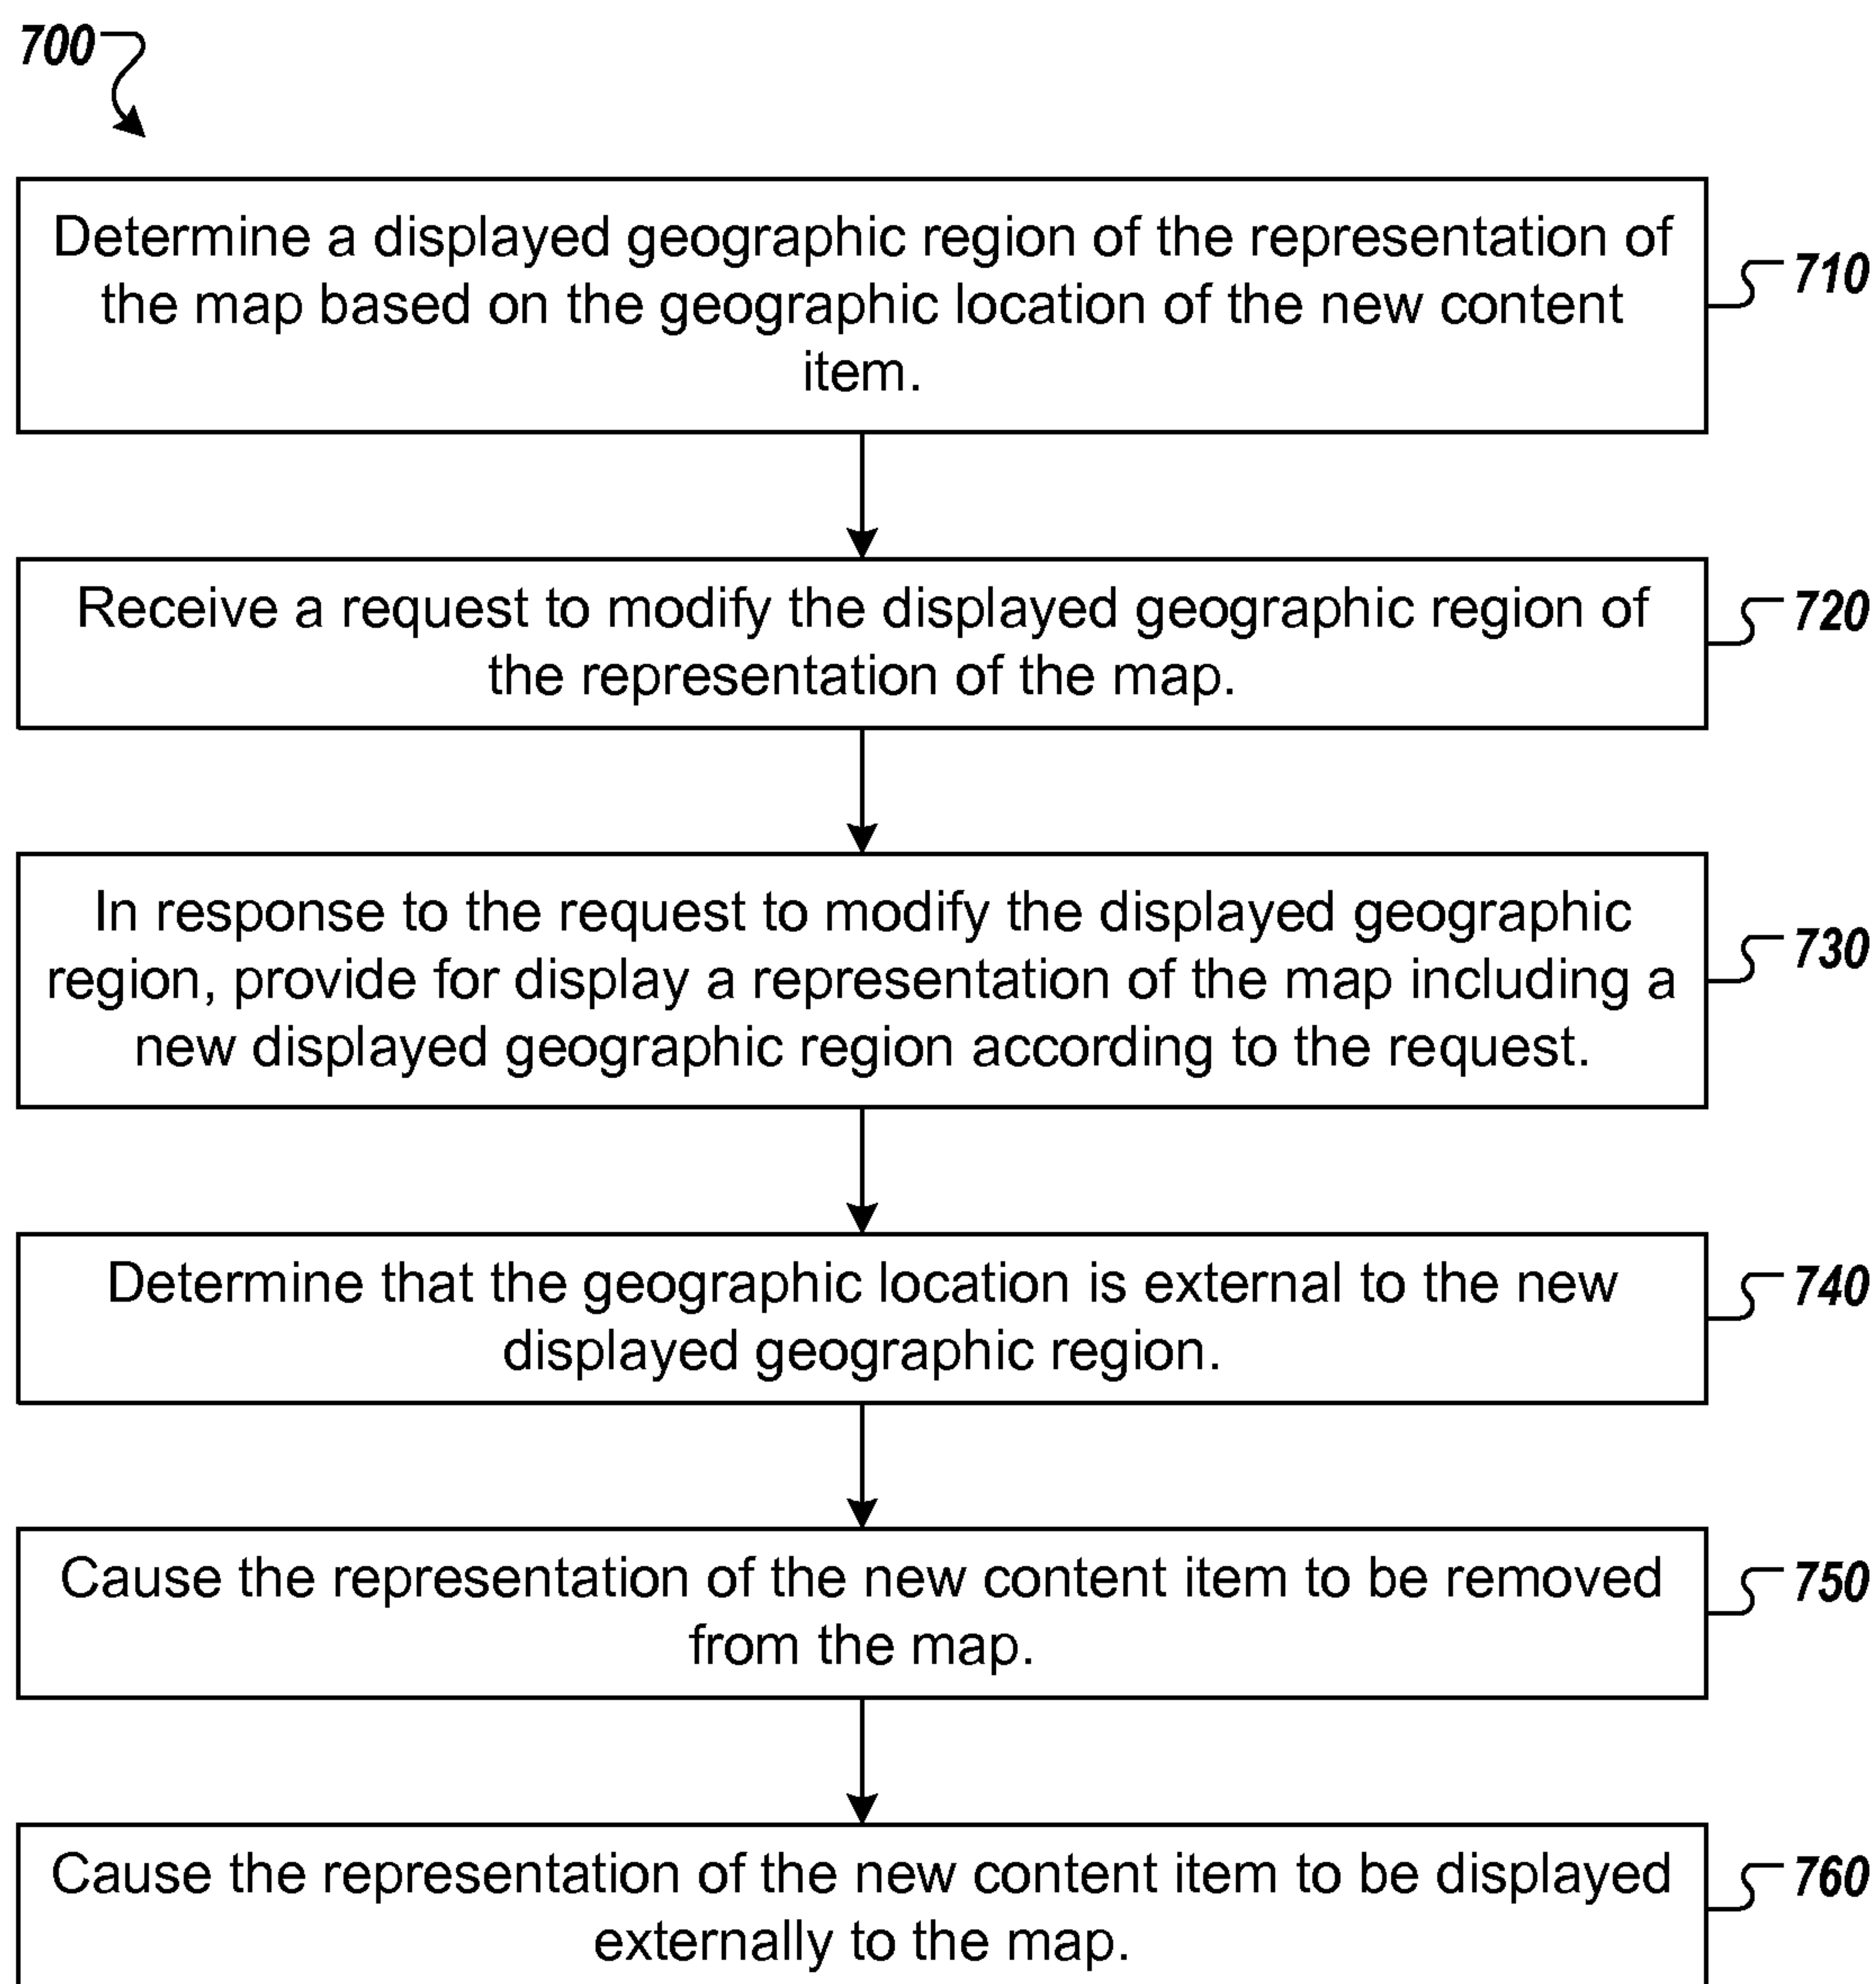 700
Determine a displayed geographic region of the representation of
the map based on the geographic location of the new content
item.
710
Receive a request to modify the displayed geographic region of
the representation of the map.
720
In response to the request to modify the displayed geographic
region, provide for display a representation of the map including a
new displayed geographic region according to the request.
730
Determine that the geographic location is external to the new
displayed geographic region.
740
Cause the representation of the new content item to be removed
from the map.
750
Cause the representation of the new content item to be displayed
externally to the map.
760